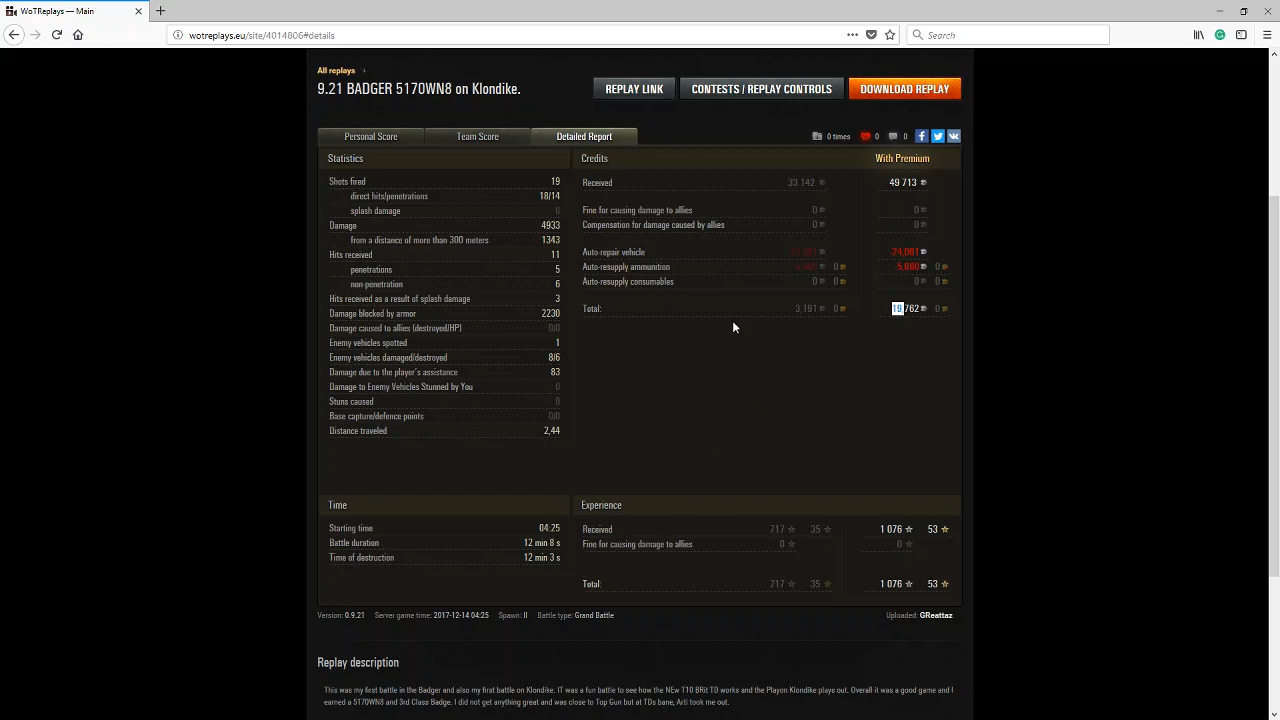 WoTReplays — Main
wotreplays.eu/site/4014806#details
Search
All replays
9.21 BADGER 5170WN8 on Klondike.
REPLAY LINK
CONTESTS / REPLAY CONTROLS
DOWNLOAD REPLAY
Personal Score
Team Score
Detailed Report
0 times
0
0
Statistics
Shots fired 19
direct hits/penetrations 18/14
splash damage 0
Damage 4933
from a distance of more than 300 meters 1343
Hits received 11
penetrations 5
non-penetration 6
Hits received as a result of splash damage 3
Damage blocked by armor 2230
Damage caused to allies (destroyed/HP) 0/0
Enemy vehicles spotted 1
Enemy vehicles damaged/destroyed 8/6
Damage due to the player's assistance 83
Damage to Enemy Vehicles Stunned by You 0
Stuns caused 0
Base capture/defence points 0/0
Distance traveled 2,44
Credits With Premium
Received 33 142 49 713
Fine for causing damage to allies 0 0
Compensation for damage caused by allies 0 0
Auto-repair vehicle
Auto-resupply ammunition 0 0
Auto-resupply consumables 0 0 0 0
Total: 3,191 0 19,762 0
Time
Starting time 04:25
Battle duration 12 min 8 s
Time of destruction 12 min 3 s
Experience
Received 717 35 1 076 53
Fine for causing damage to allies 0 0
Total: 717 35 1 076 53
Version: 0.9.21 Server game time: 2017-12-14 04:25 Spawn: II Battle type: Grand Battle Uploaded: GReattaz
Replay description
This was my first battle in the Badger and also my first battle on Klondike. IT was a fun battle to see how the NEw T10 BRit TD works and the Playon Klondike plays out. Overall it was a good game and I
earned a 5170WN8 and 3rd Class Badge. I did not get anything great and was close to Top Gun but at TDs bane, Arti took me out.